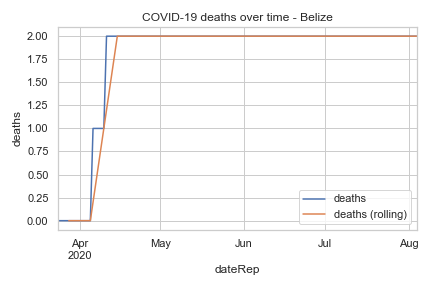 COVID-19 deaths over time - Belize
2.00
1.75
1.50
1.25
1.00
0.75
0.50
0.25
0.00
deaths
deaths
deaths (rolling)
Apr May Jun Jul Aug
2020
dateRep